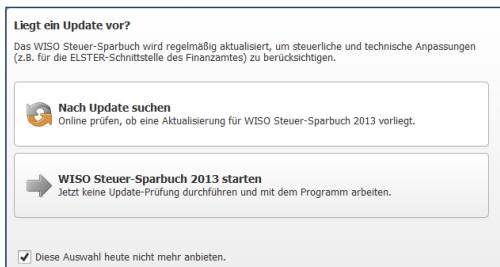 Liegt ein Update vor?
Das WISO Steuer-Sparbuch wird regelmäßig aktualisiert, um steuerliche und technische Anpassungen
(z.B. für die ELSTER-Schnittstelle des Finanzamtes) zu berücksichtigen.
Nach Update suchen
Online prüfen, ob eine Aktualisierung für WISO Steuer-Sparbuch 2013 vorliegt.
WISO Steuer-Sparbuch 2013 starten
Jetzt keine Update-Prüfung durchführen und mit dem Programm arbeiten.
Diese Auswahl heute nicht mehr anbieten.